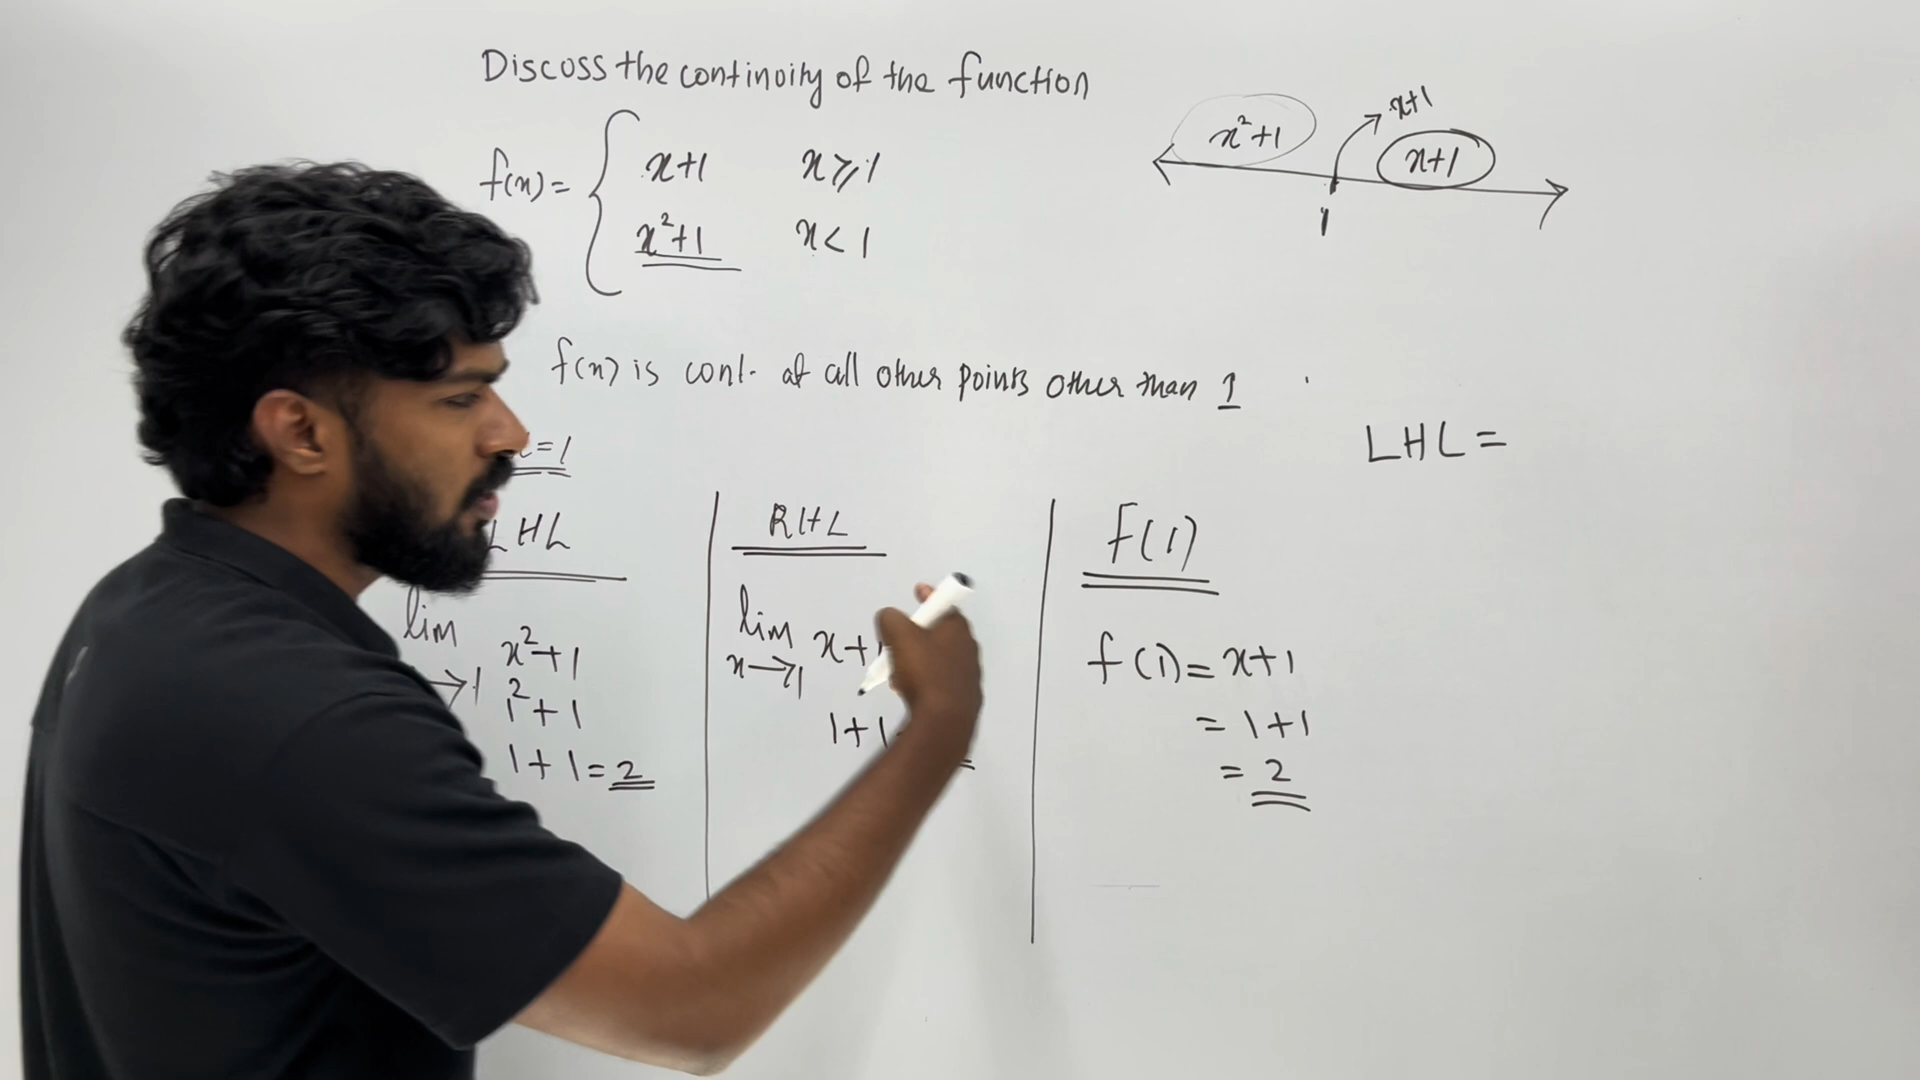 Discuss the continuity of the function
f(x) = { x+1 x⩾1
x²+1 x<1
x²+1 x+1 x+1
1
f(x) is cont. at all other points other than 1
=1
LHL =
LHL
lim x²+1
→1
1²+1
1+1=2
RHL
lim x+
x→1
1+1
F(1)
f(1) = x+1
= 1+1
= 2